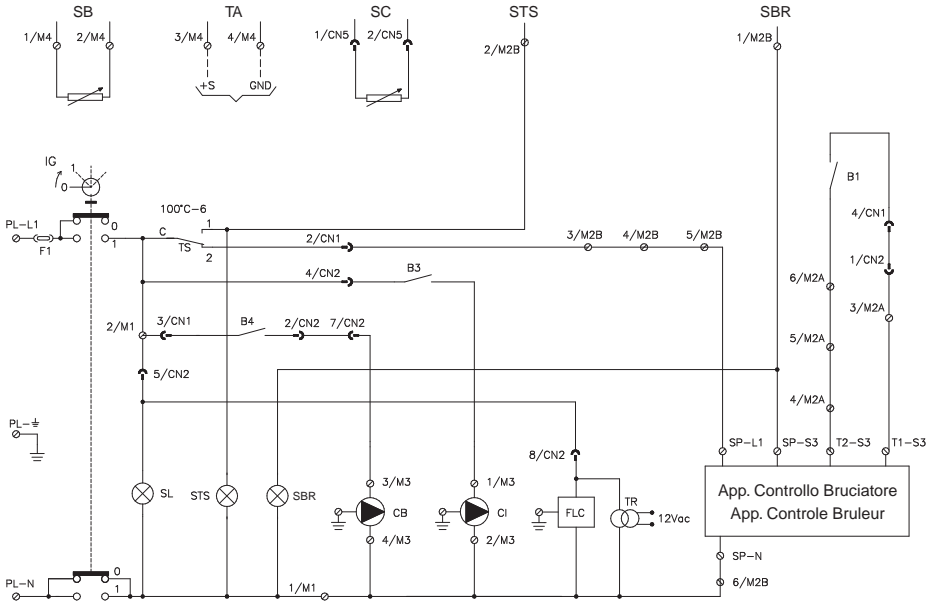 SB TA SC STS SBR
1/M4 2/M4 3/M4 4/M4 1/CN5 2/CN5 2/M2B 1/M2B
+S GND
IG 0 1
B1
4/CN1
1/CN2
100°C-6
PL-L1 F1 0 1 C TS 1 2 2/CN1 3/M2B 4/M2B 5/M2B
4/CN2 B3
6/M2A
3/M2A
2/M1 3/CN1 B4 2/CN2 7/CN2
5/M2A
5/CN2
4/M2A
PL-⏚
SP-L1 SP-S3 T2-S3 T1-S3
8/CN2
SL STS SBR 3/M3 CB 4/M3 1/M3 CI 2/M3 FLC TR 12Vac
App. Controllo Bruciatore
App. Controle Bruleur
SP-N
PL-N 0 1 1/M1 6/M2B